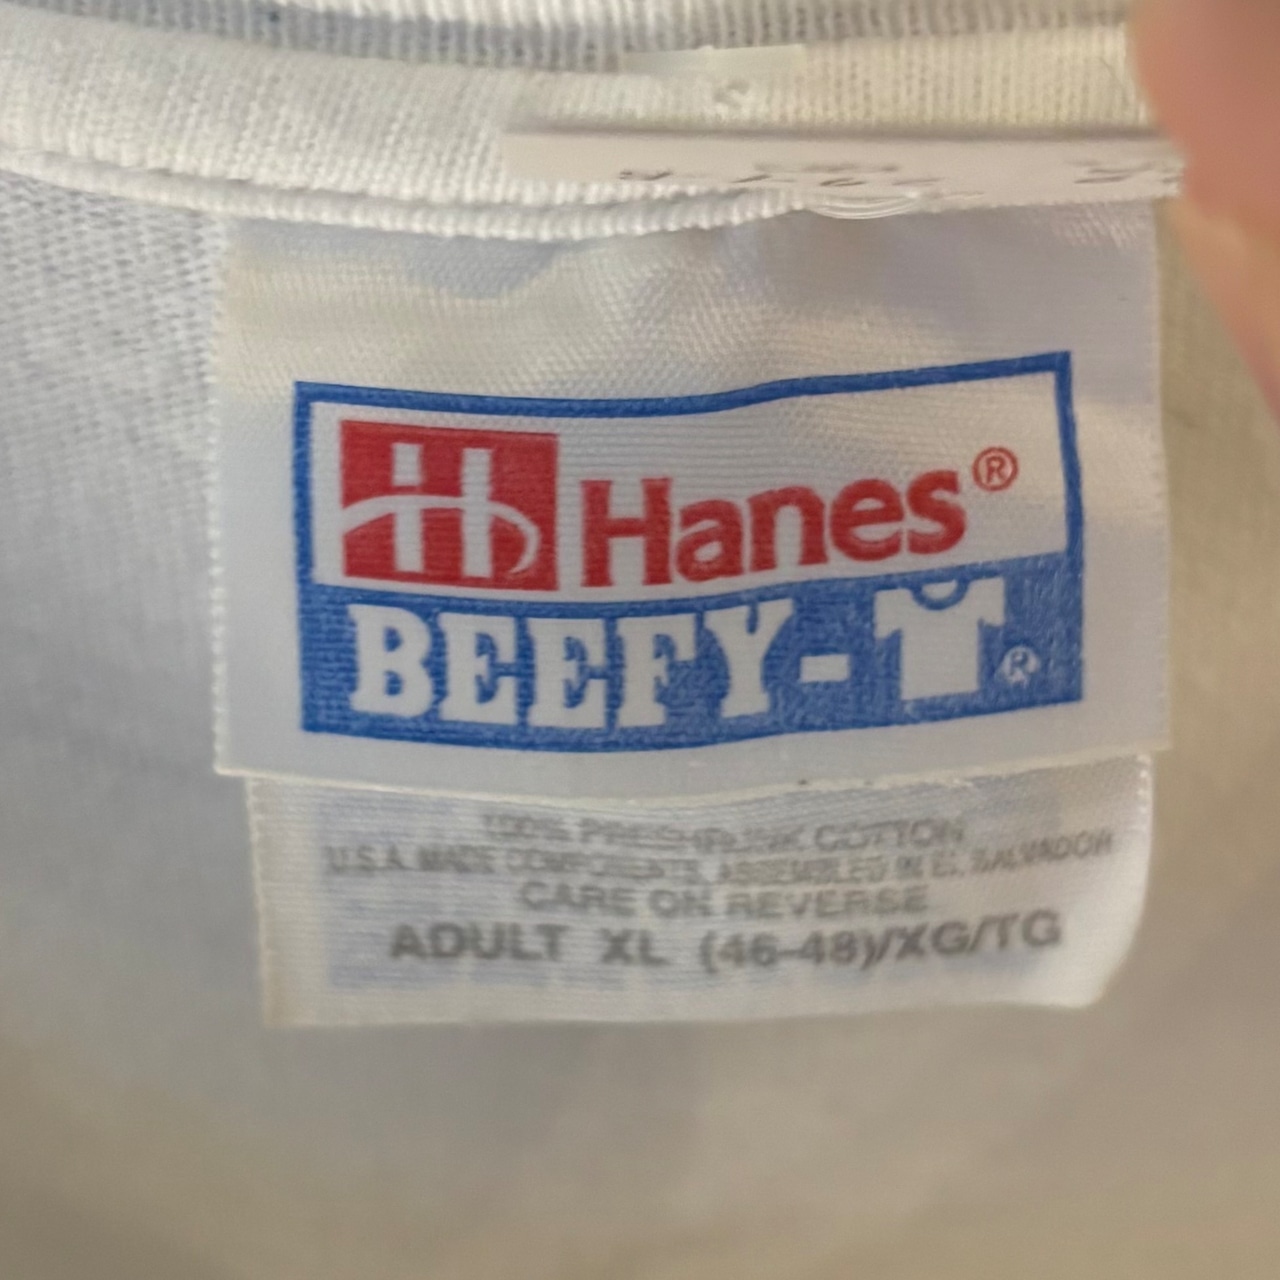 Hanes®
BEEFY-T®
100% PRESHRUNK COTTON
U.S.A. MADE COMPONENTS, ASSEMBLED IN EL SALVADOR
CARE ON REVERSE
ADULT XL (46-48)/XG/TG